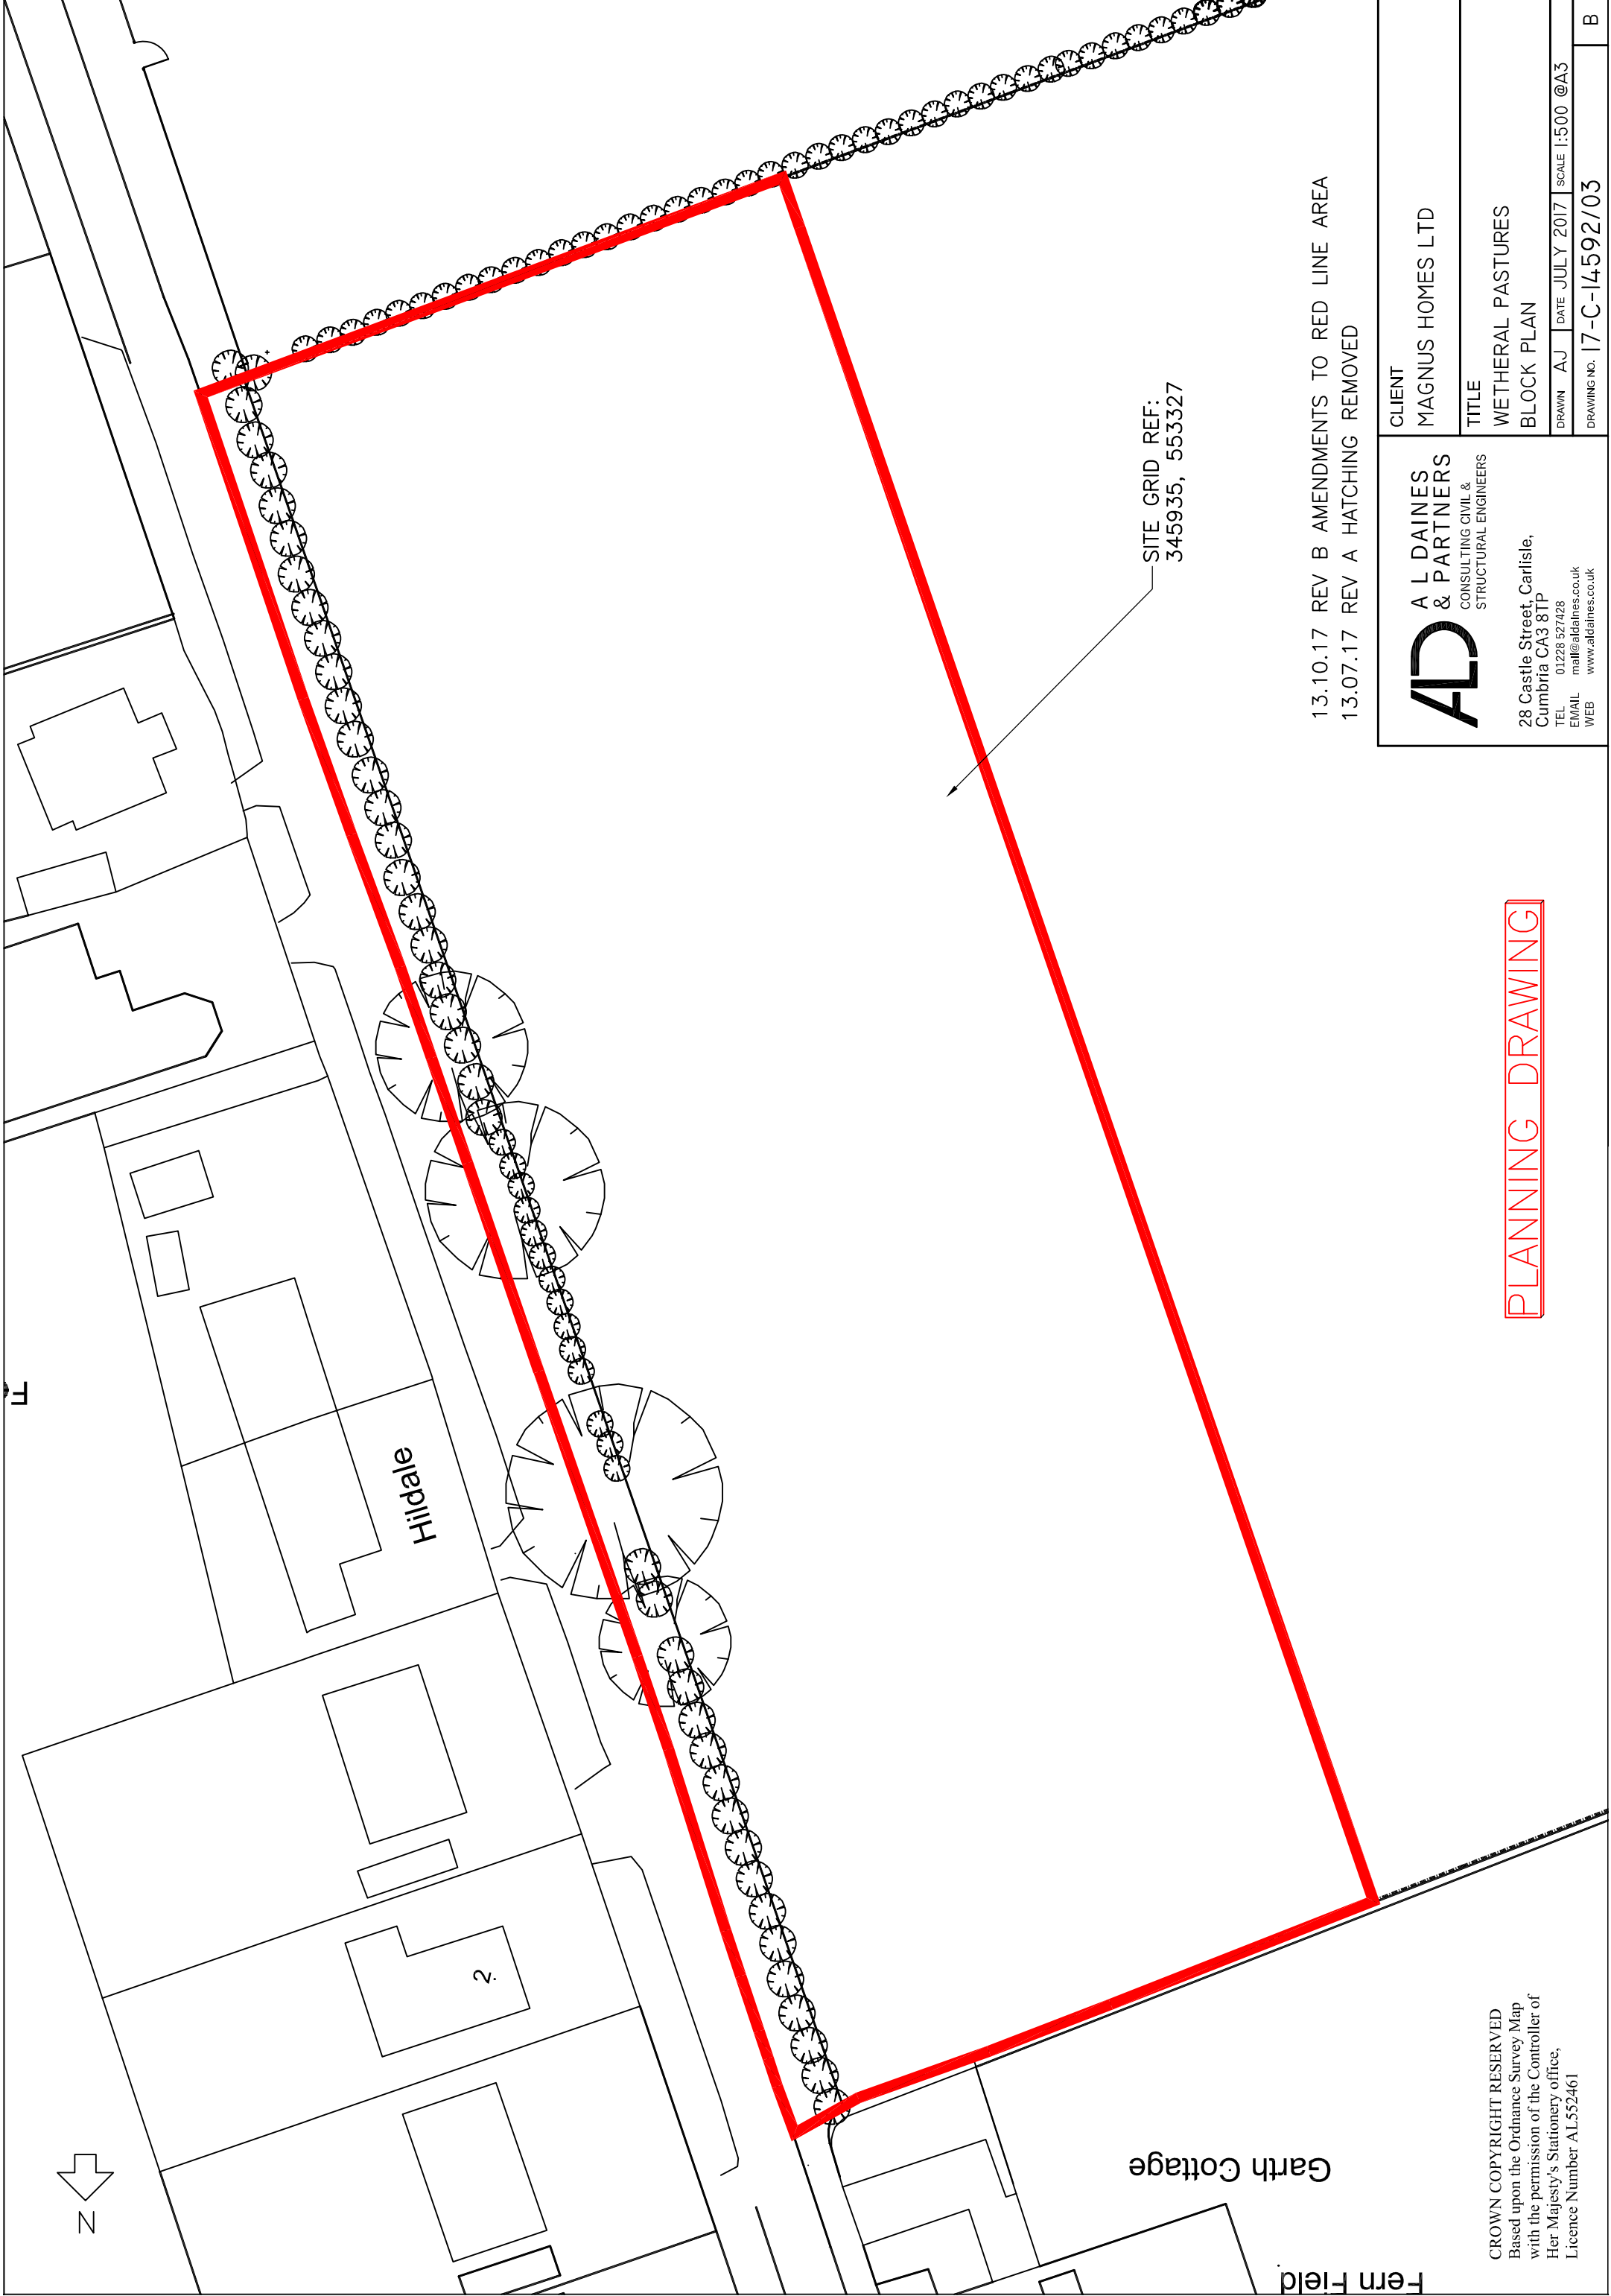 N
2.
Hildale
F
Garth Cottage
Fern Field
SITE GRID REF:
345935, 553327
13.10.17 REV B AMENDMENTS TO RED LINE AREA
13.07.17 REV A HATCHING REMOVED
PLANNING DRAWING
CROWN COPYRIGHT RESERVED
Based upon the Ordnance Survey Map
with the permission of the Controller of
Her Majesty's Stationery office,
Licence Number AL552461
ALD
A L DAINES
& PARTNERS
CONSULTING CIVIL &
STRUCTURAL ENGINEERS
28 Castle Street, Carlisle,
Cumbria CA3 8TP
TEL 01228 527428
EMAIL mail@aldaines.co.uk
WEB www.aldaines.co.uk
CLIENT
MAGNUS HOMES LTD
TITLE
WETHERAL PASTURES
BLOCK PLAN
DRAWN AJ DATE JULY 2017 SCALE 1:500 @A3
DRAWING NO. 17-C-14592/03 B